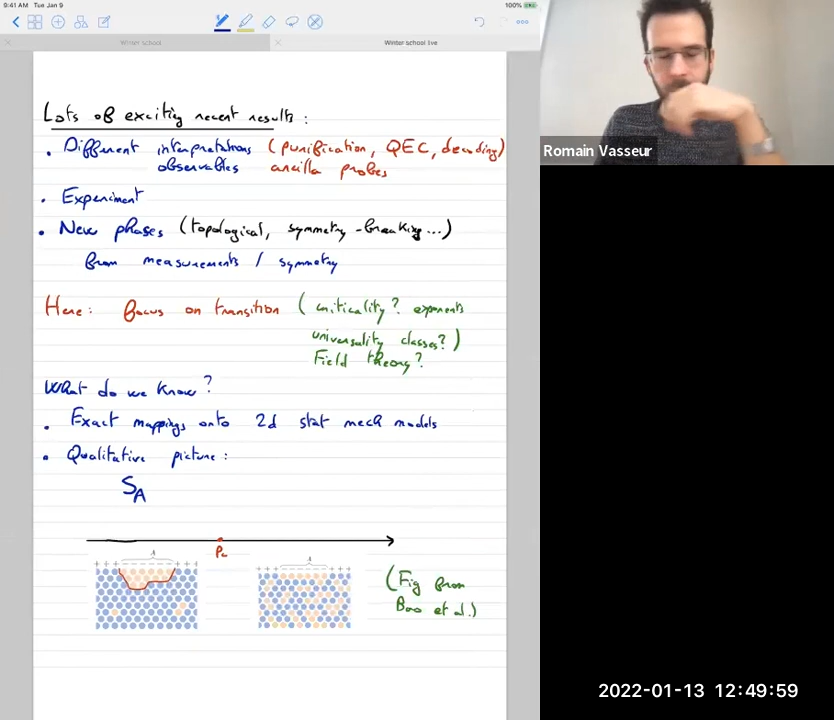 9:41 AM Tue Jan 9
100%
Winter school
Winter school live
Lots of exciting recent results :
• Different interpretations (purification, QEC, decoding)
observables ancilla probes
• Experiment
• New phases (topological, symmetry-breaking...)
from measurements / symmetry
Here: focus on transition (criticality? exponents
universality classes?)
Field theory?
What do we know?
• Exact mappings onto 2d stat mech models
• Qualitative picture :
S_A
Pc
A
A
+ + + + + +
+ + + + + +
(Fig from
Bao et al.)
Romain Vasseur
2022-01-13 12:49:59